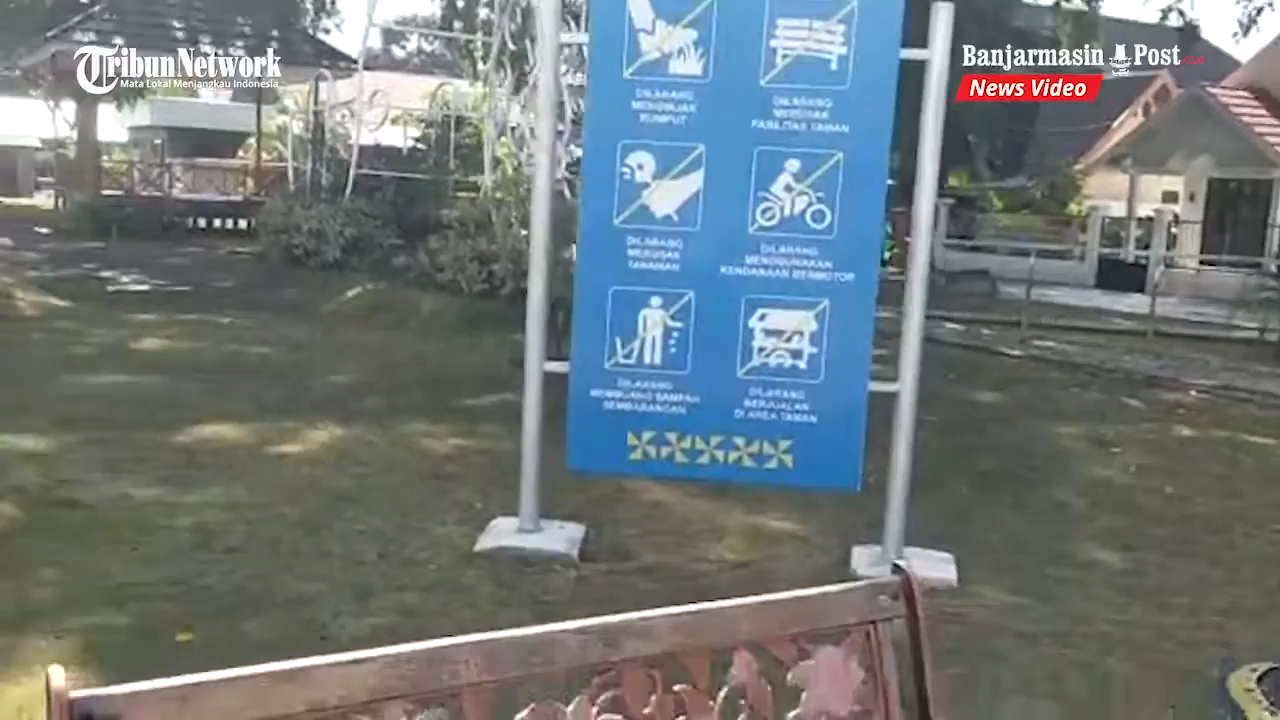 TribunNetwork
Mata Lokal Menjangkau Indonesia
Banjarmasin Post
News Video
DILARANG
MENGINJAK
RUMPUT
DILARANG
MERUSAK
FASILITAS TAMAN
DILARANG
MERUSAK
TANAMAN
DILARANG
MENGGUNAKAN
KENDARAAN BERMOTOR
DILARANG
MEMBUANG SAMPAH
SEMBARANGAN
DILARANG
BERJUALAN
DI AREA TAMAN